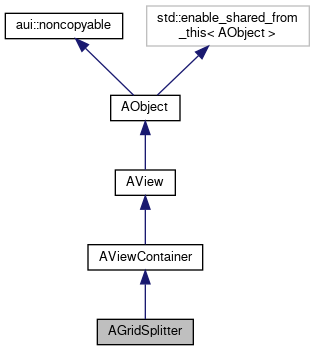 aui::noncopyable
std::enable_shared_from
_this< AObject >
AObject
AView
AViewContainer
AGridSplitter